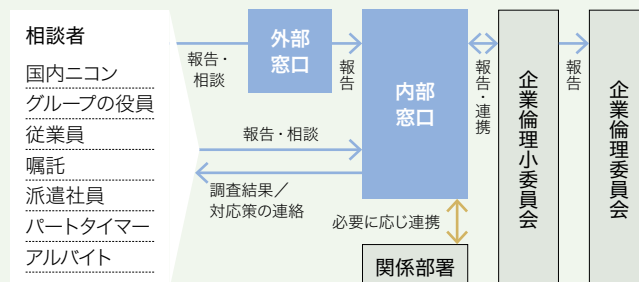 相談者
国内ニコン
グループの役員
従業員
嘱託
派遣社員
パートタイマー
アルバイト
報告・
相談
外部
窓口
報告
報告・相談
調査結果／
対応策の連絡
内部
窓口
必要に応じ連携
関係部署
報告・連携
企業倫理小委員会
報告
企業倫理委員会